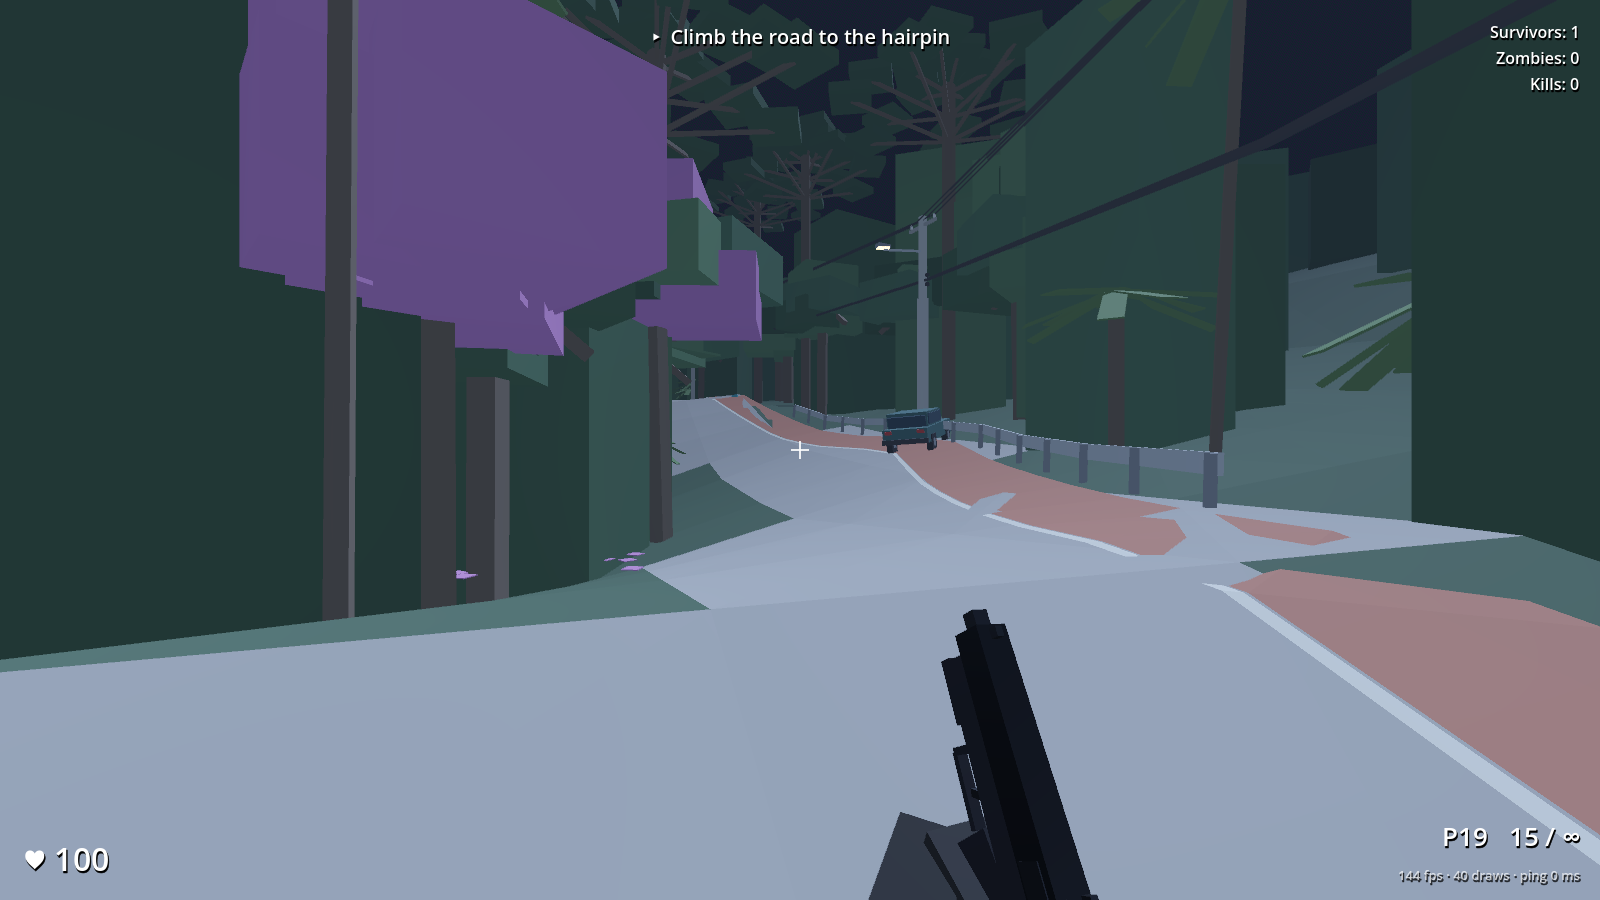 ▸ Climb the road to the hairpin
Survivors: 1
Zombies: 0
Kills: 0
♥ 100
P19 15 / ∞
144 fps · 40 draws · ping 0 ms